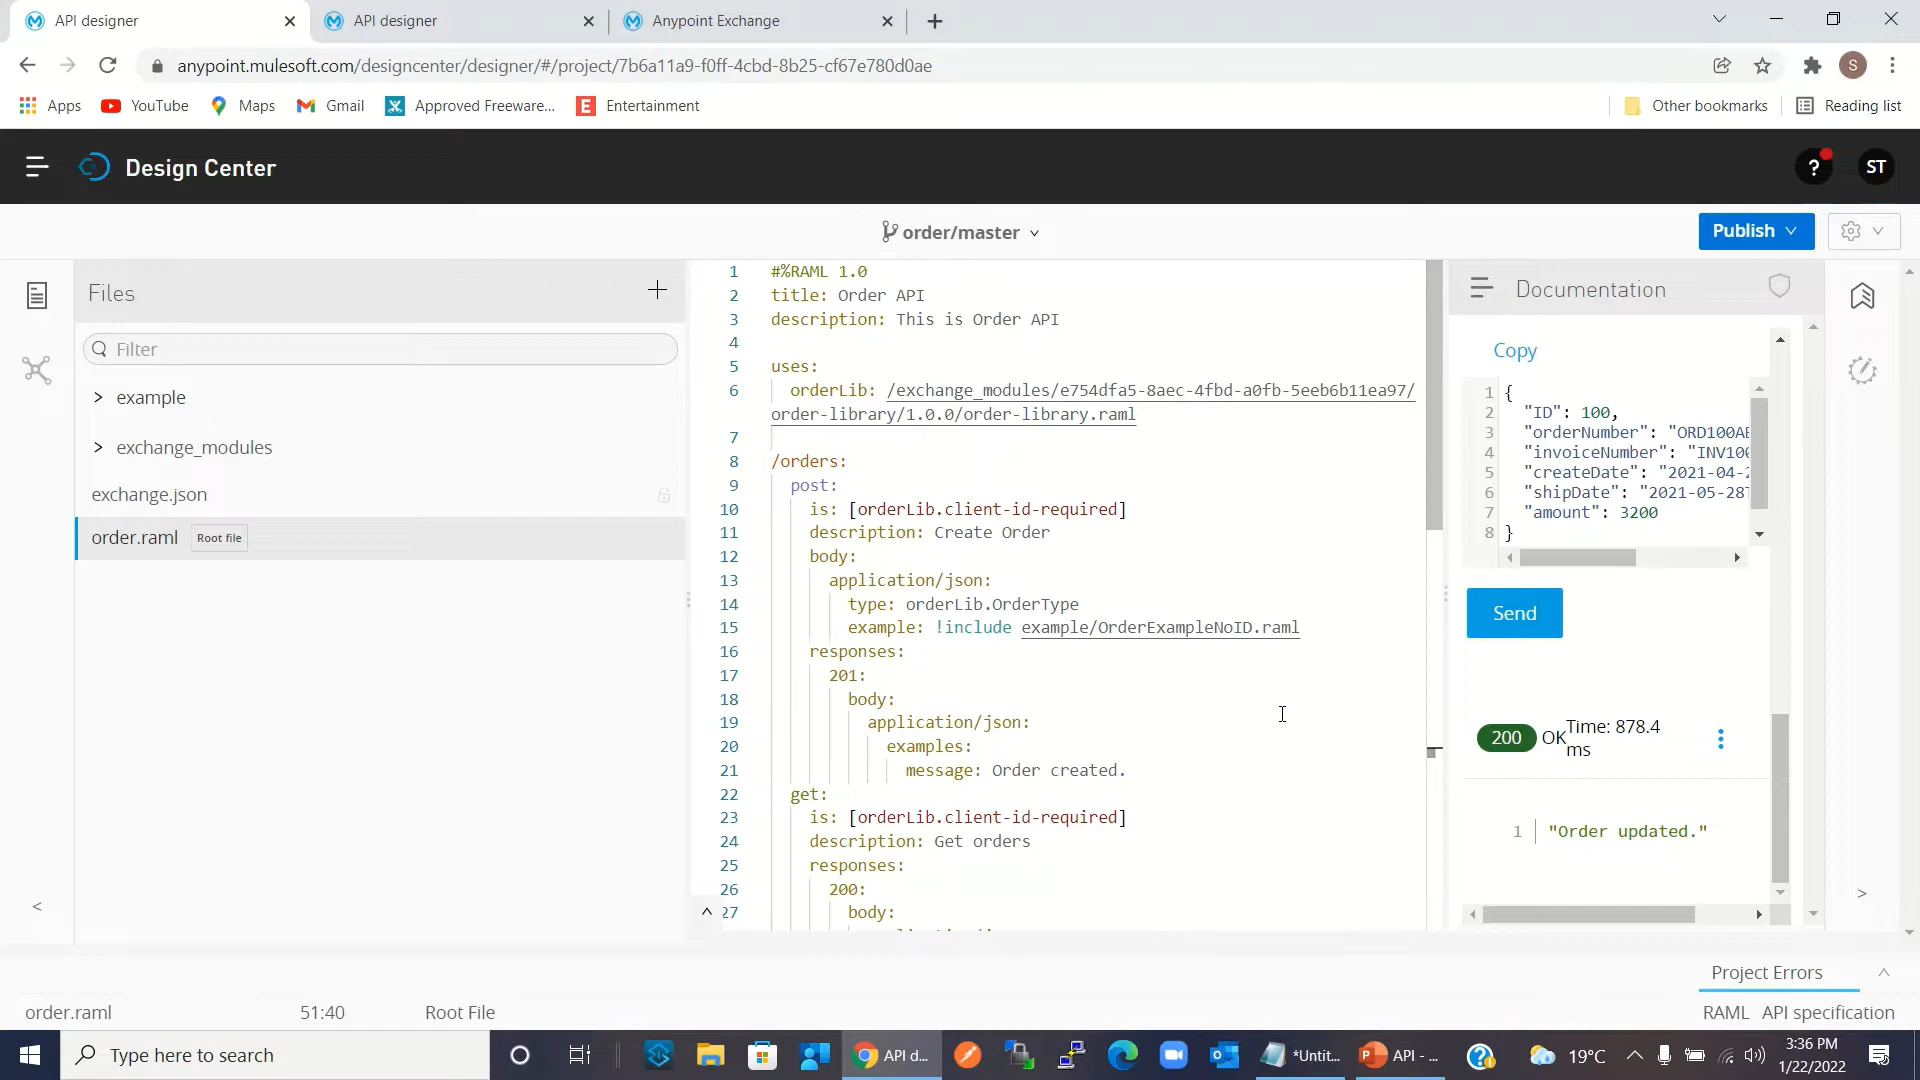 API designer
API designer
Anypoint Exchange
anypoint.mulesoft.com/designcenter/designer/#/project/7b6a11a9-f0ff-4cbd-8b25-cf67e780d0ae
S
Apps
YouTube
Maps
Gmail
Approved Freeware...
Entertainment
Other bookmarks
Reading list
Design Center
?
ST
order/master
Publish
Files
Filter
example
exchange_modules
exchange.json
order.raml
Root file
1 #%RAML 1.0
2 title: Order API
3 description: This is Order API
4
5 uses:
6 orderLib: /exchange_modules/e754dfa5-8aec-4fbd-a0fb-5eeb6b11ea97/
order-library/1.0.0/order-library.raml
7
8 /orders:
9 post:
10 is: [orderLib.client-id-required]
11 description: Create Order
12 body:
13 application/json:
14 type: orderLib.OrderType
15 example: !include example/OrderExampleNoID.raml
16 responses:
17 201:
18 body:
19 application/json:
20 examples:
21 message: Order created.
22 get:
23 is: [orderLib.client-id-required]
24 description: Get orders
25 responses:
26 200:
27 body:
Documentation
Copy
1 {
2 "ID": 100,
3 "orderNumber": "ORD100AB
4 "invoiceNumber": "INV100
5 "createDate": "2021-04-2
6 "shipDate": "2021-05-28T
7 "amount": 3200
8 }
Send
200 OK Time: 878.4
ms
1 "Order updated."
Project Errors
order.raml
51:40
Root File
RAML API specification
Type here to search
API d...
*Untit...
API - ...
19°C
3:36 PM
1/22/2022